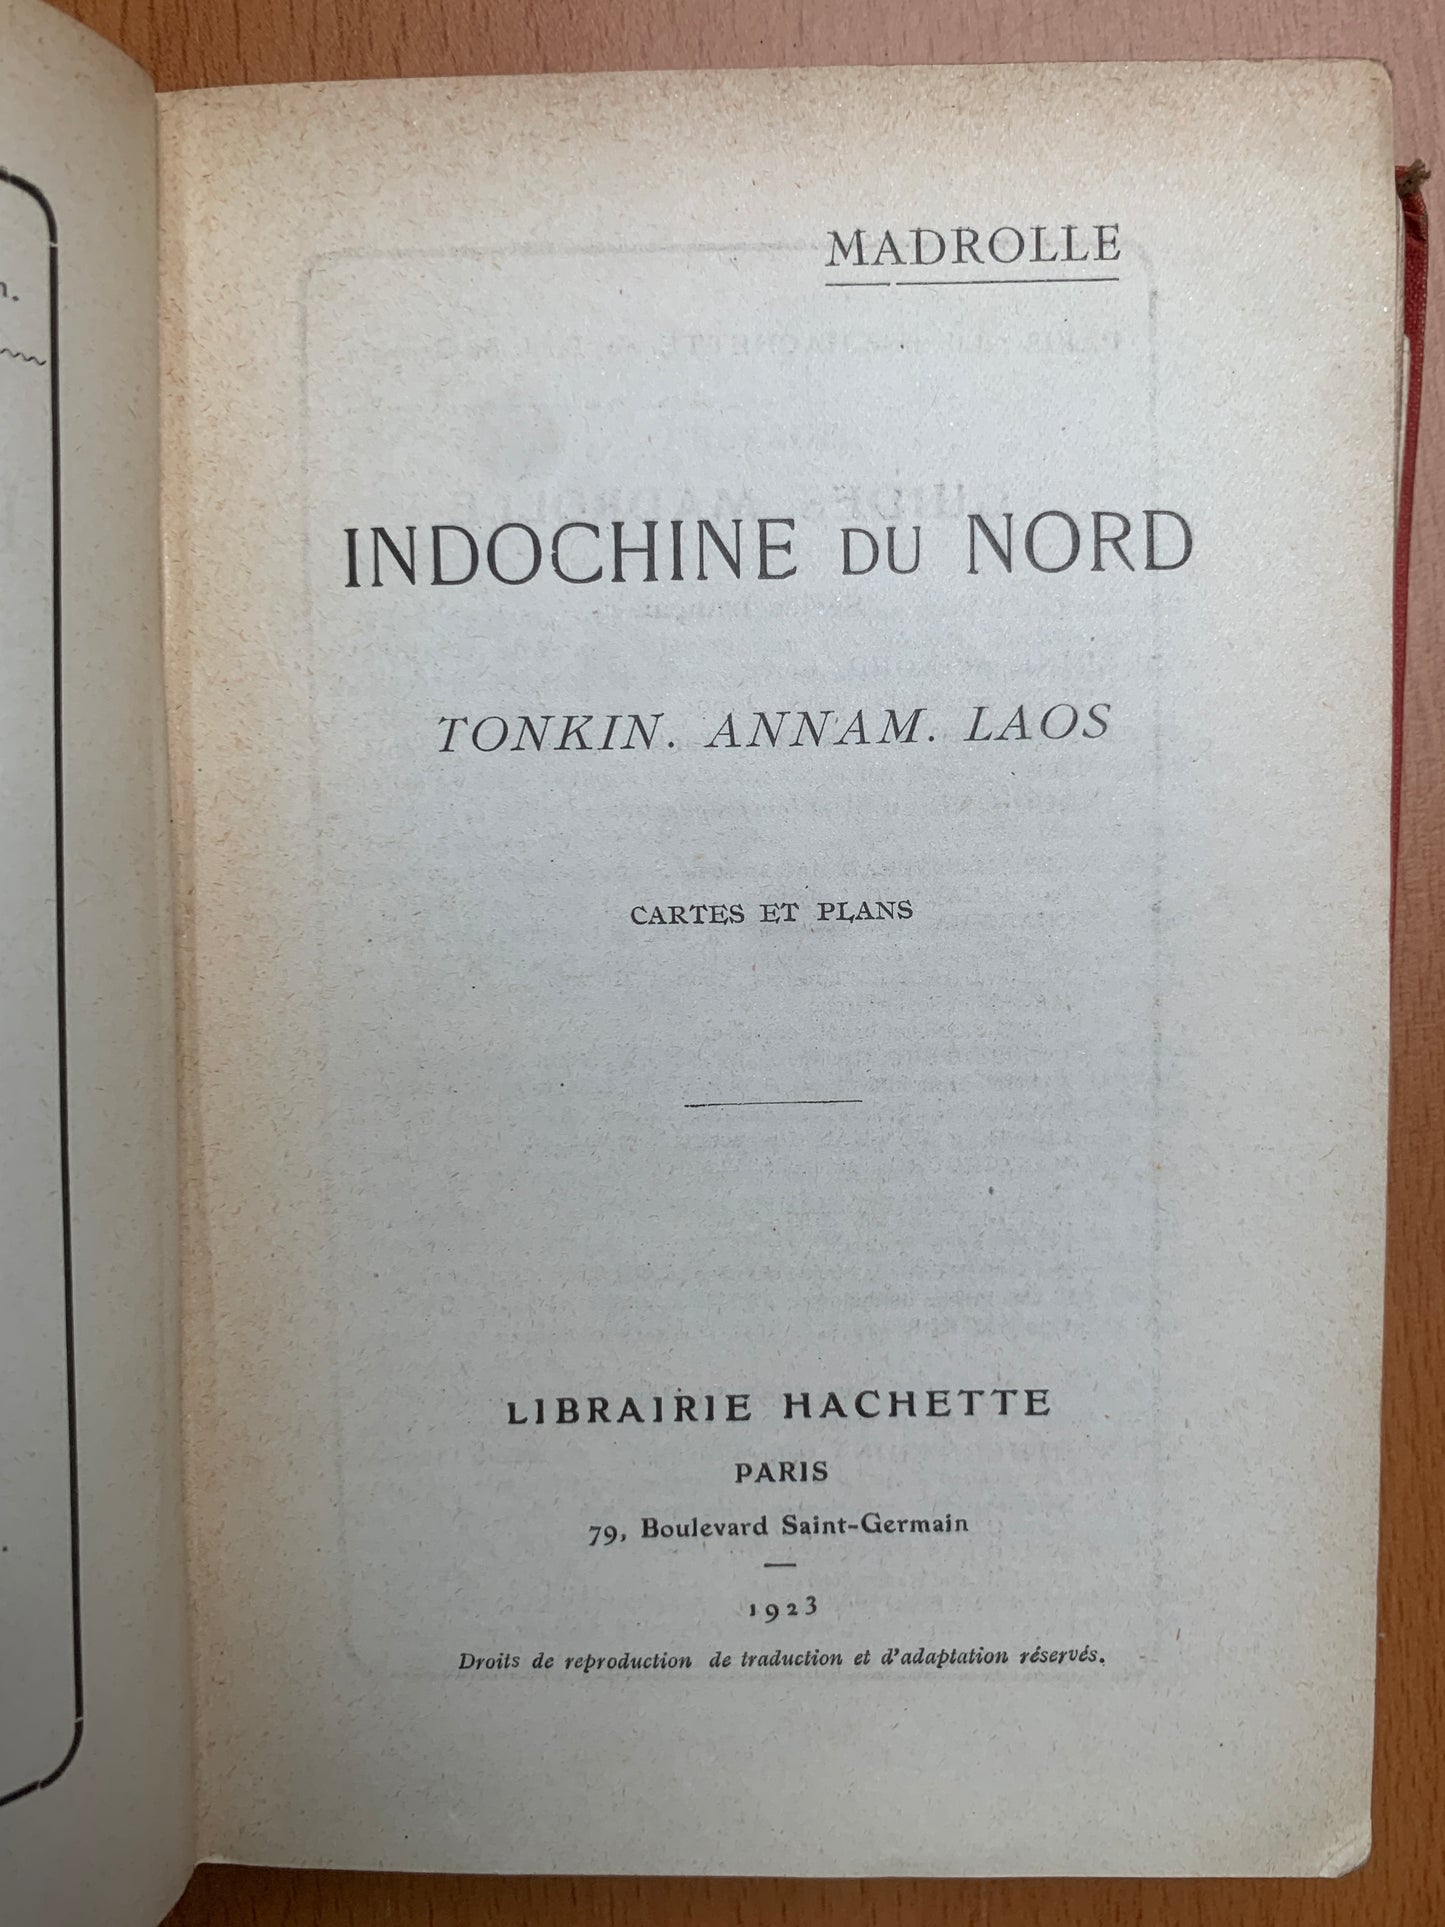 MADROLLE
INDOCHINE DU NORD
TONKIN. ANNAM. LAOS
CARTES ET PLANS
LIBRAIRIE HACHETTE
PARIS
79, Boulevard Saint-Germain
1923
Droits de reproduction de traduction et d'adaptation réservés.